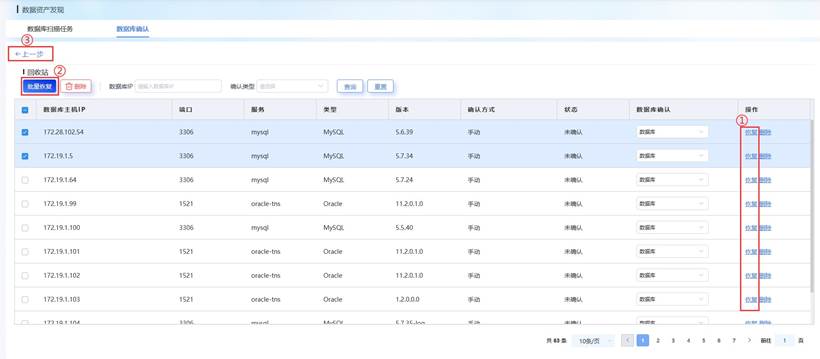 数据资产发现
数据库扫描任务 数据库确认
③
←上一步
回收站 ②
批量恢复 删除 数据库IP 请输入数据库IP 确认类型 请选择 查询 重置
数据库主机IP 端口 服务 类型 版本 确认方式 状态 数据库确认 操作
①
172.28.102.54 3306 mysql MySQL 5.6.39 手动 未确认 数据库 恢复 删除
172.19.1.5 3306 mysql MySQL 5.7.34 手动 未确认 数据库 恢复 删除
172.19.1.64 3306 mysql MySQL 5.7.24 手动 未确认 数据库 恢复 删除
172.19.1.99 1521 oracle-tns Oracle 11.2.0.1.0 手动 未确认 数据库 恢复 删除
172.19.1.100 3306 mysql MySQL 5.5.40 手动 未确认 数据库 恢复 删除
172.19.1.101 1521 oracle-tns Oracle 11.2.0.1.0 手动 未确认 数据库 恢复 删除
172.19.1.102 1521 oracle-tns Oracle 11.2.0.1.0 手动 未确认 数据库 恢复 删除
172.19.1.103 1521 oracle-tns Oracle 1.2.0.0.0 手动 未确认 数据库 恢复 删除
172.19.1.104 3306 mysql MySQL 5.7.35-log 手动 未确认 数据库 恢复 删除
共 63 条 10条/页 < 1 2 3 4 5 6 7 > 前往 1 页